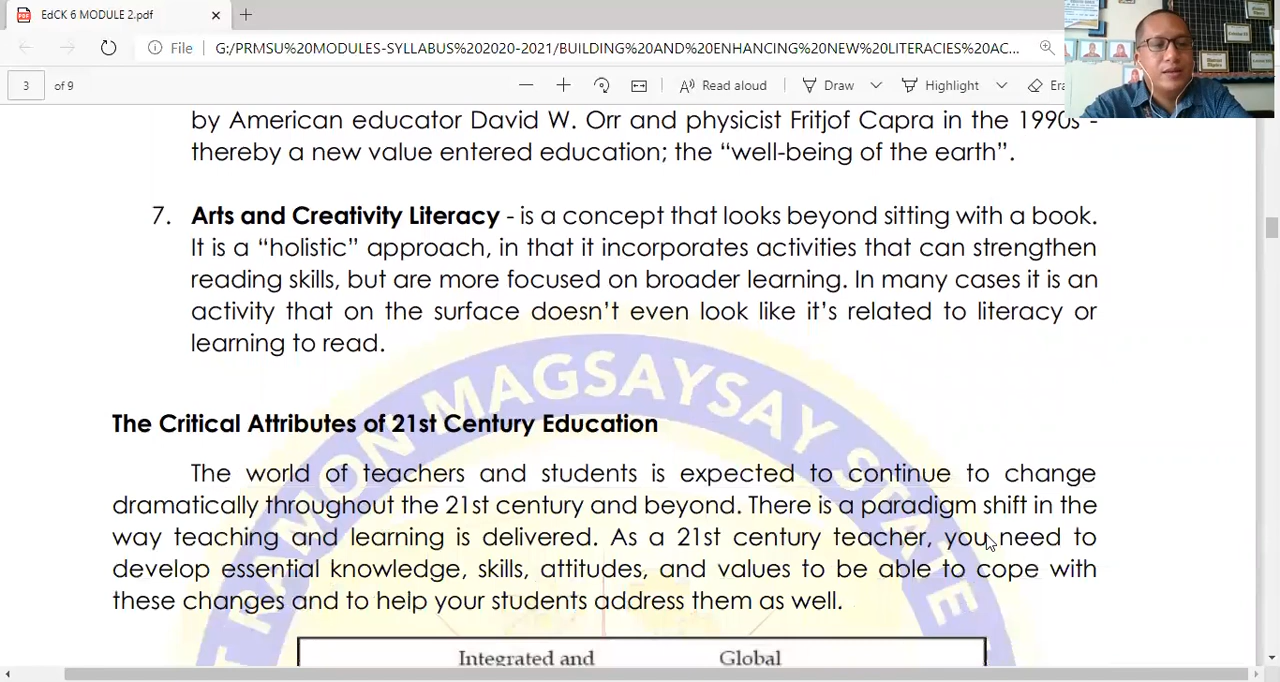 EdCK 6 MODULE 2.pdf
File
G:/PRMSU%20MODULES-SYLLABUS%202020-2021/BUILDING%20AND%20ENHANCING%20NEW%20LITERACIES%20AC...
3 of 9
Read aloud
Draw
Highlight
Era
by American educator David W. Orr and physicist Fritjof Capra in the 1990s -
thereby a new value entered education; the “well-being of the earth”.
7. Arts and Creativity Literacy - is a concept that looks beyond sitting with a book.
It is a “holistic” approach, in that it incorporates activities that can strengthen
reading skills, but are more focused on broader learning. In many cases it is an
activity that on the surface doesn’t even look like it’s related to literacy or
learning to read.
RAMON MAGSAYSAY STATE
The Critical Attributes of 21st Century Education
The world of teachers and students is expected to continue to change
dramatically throughout the 21st century and beyond. There is a paradigm shift in the
way teaching and learning is delivered. As a 21st century teacher, you need to
develop essential knowledge, skills, attitudes, and values to be able to cope with
these changes and to help your students address them as well.
Integrated and Global